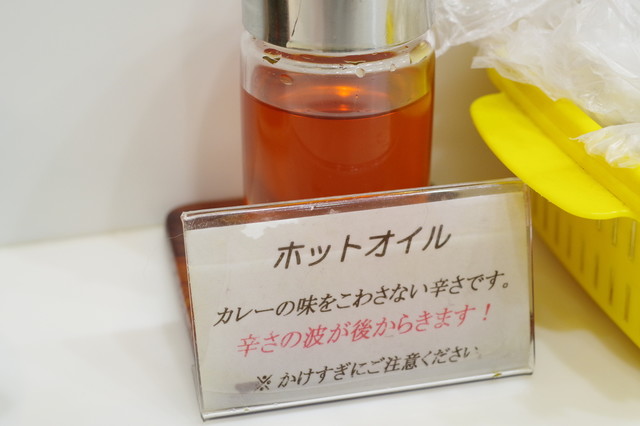 ホットオイル
カレーの味をこわさない辛さです。
辛さの波が後からきます!
※かけすぎにご注意ください